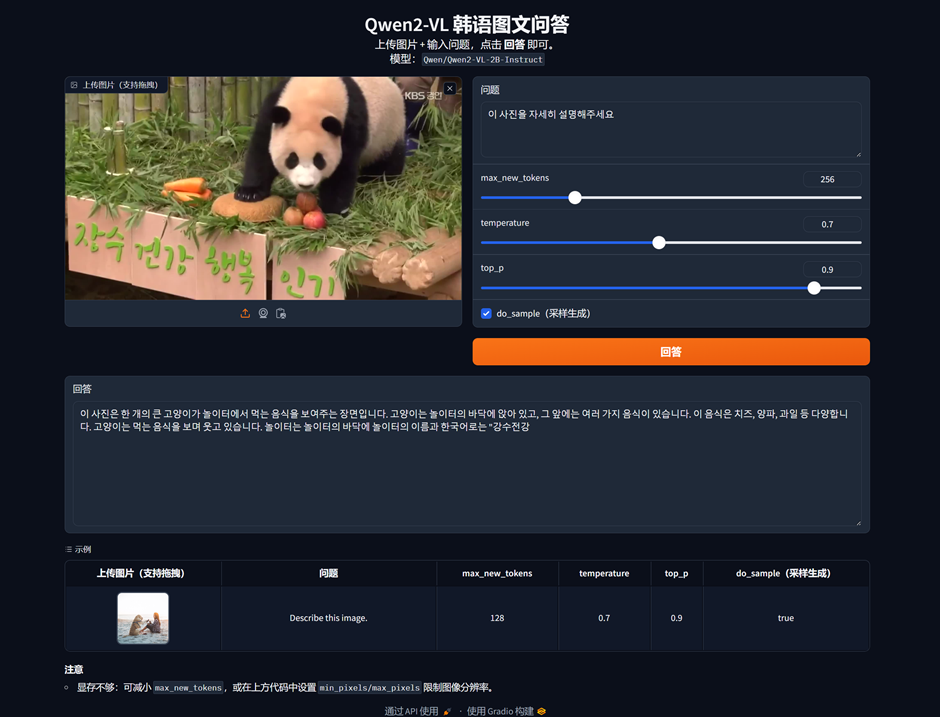 Qwen2-VL 韩语图文问答
上传图片 + 输入问题，点击 回答 即可。
模型： Qwen/Qwen2-VL-2B-Instruct
上传图片（支持拖拽）
KBS
장수 건강 행복 인기
问题
이 사진을 자세히 설명해주세요
max_new_tokens
256
temperature
0.7
top_p
0.9
do_sample（采样生成）
回答
回答
이 사진은 한 개의 큰 고양이가 놀이터에서 먹는 음식을 보여주는 장면입니다. 고양이는 놀이터의 바닥에 앉아 있고, 그 앞에는 여러 가지 음식이 있습니다. 이 음식은 치즈, 양파, 과일 등 다양합니
다. 고양이는 먹는 음식을 보며 웃고 있습니다. 놀이터는 놀이터의 바닥에 놀이터의 이름과 한국어로는 "강수전강
示例
上传图片（支持拖拽） 问题 max_new_tokens temperature top_p do_sample（采样生成）
Describe this image. 128 0.7 0.9 true
注意
显存不够：可减小 max_new_tokens，或在上方代码中设置 min_pixels/max_pixels 限制图像分辨率。
通过 API 使用 · 使用 Gradio 构建